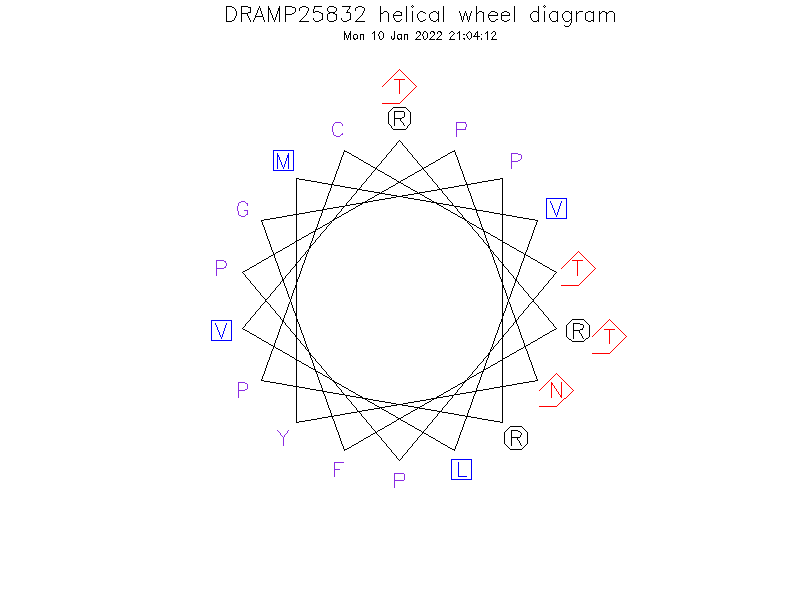 DRAMP25832 helical wheel diagram
Mon 10 Jan 2022 21:04:12
T
R
C P
M P
G V
P T
V R T
P N
Y R
F L
P